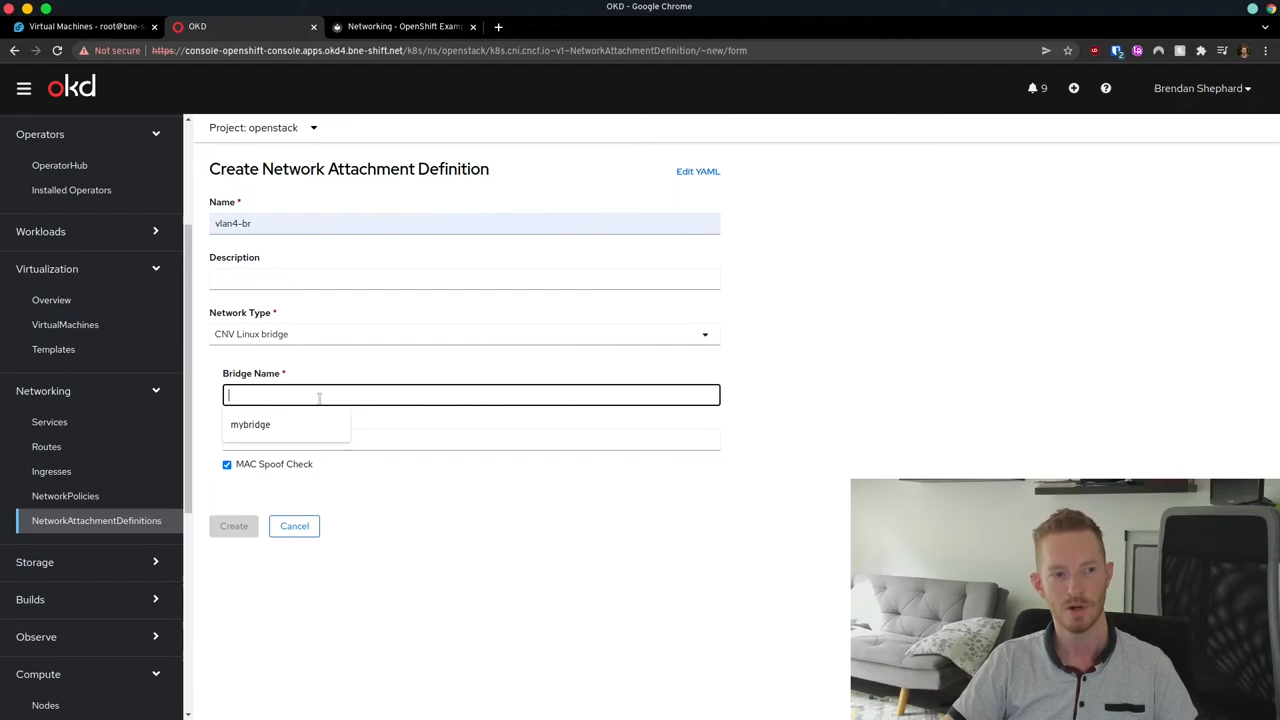 OKD - Google Chrome
Virtual Machines - root@bne-s
OKD
Networking - OpenShift Exam
Not secure | https://console-openshift-console.apps.okd4.bne-shift.net/k8s/ns/openstack/k8s.cni.cncf.io~v1~NetworkAttachmentDefinition/~new/form
okd
9
Brendan Shephard
Operators
OperatorHub
Installed Operators
Workloads
Virtualization
Overview
VirtualMachines
Templates
Networking
Services
Routes
Ingresses
NetworkPolicies
NetworkAttachmentDefinitions
Storage
Builds
Observe
Compute
Nodes
Project: openstack
Create Network Attachment Definition
Edit YAML
Name *
vlan4-br
Description
Network Type *
CNV Linux bridge
Bridge Name *
mybridge
MAC Spoof Check
Create
Cancel